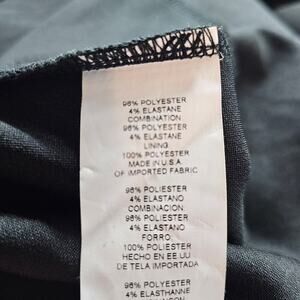 96% POLYESTER
4% ELASTANE
COMBINATION
96% POLYESTER
4% ELASTANE
LINING
100% POLYESTER
MADE IN U.S.A
OF IMPORTED FABRIC
96% POLIESTER
4% ELASTANO
COMBINACION
96% POLIESTER
4% ELASTANO
FORRO
100% POLIESTER
HECHO EN EE UU
DE TELA IMPORTADA
96% POLYESTER
4% ELASTHANNE